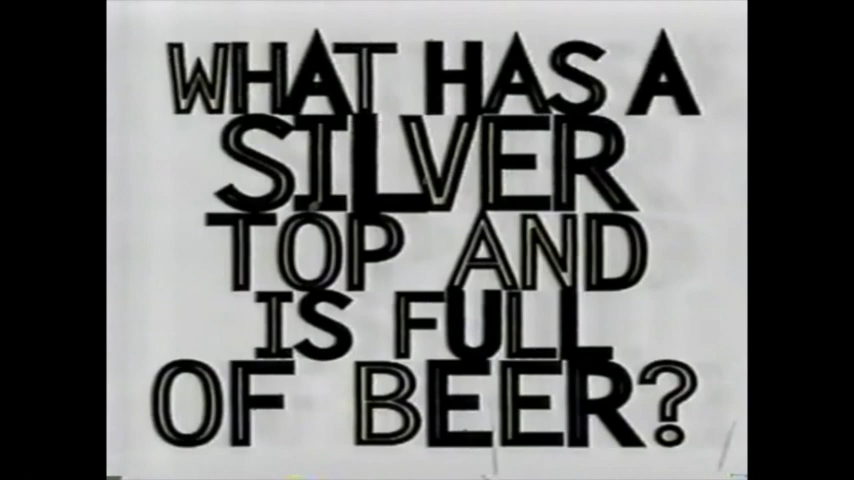 WHAT HAS A
SILVER
TOP AND
IS FULL
OF BEER?